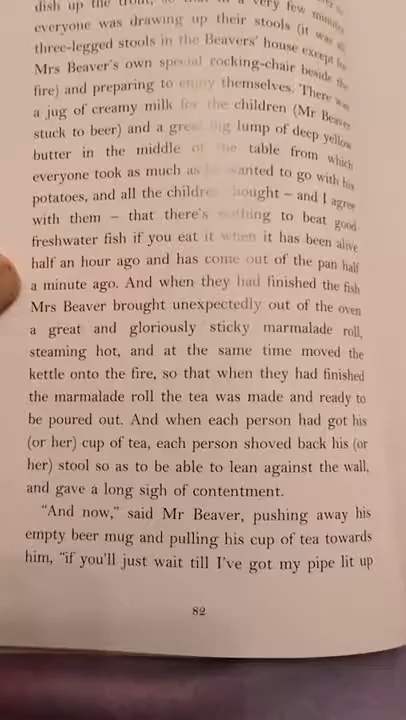 dish up the trout, so that in a very few minutes
everyone was drawing up their stools (it was all
three-legged stools in the Beavers' house except for
Mrs Beaver's own special rocking-chair beside the
fire) and preparing to enjoy themselves. There was
a jug of creamy milk for the children (Mr Beaver
stuck to beer) and a great big lump of deep yellow
butter in the middle of the table from which
everyone took as much as he wanted to go with his
potatoes, and all the children thought – and I agree
with them – that there's nothing to beat good
freshwater fish if you eat it when it has been alive
half an hour ago and has come out of the pan half
a minute ago. And when they had finished the fish
Mrs Beaver brought unexpectedly out of the oven
a great and gloriously sticky marmalade roll,
steaming hot, and at the same time moved the
kettle onto the fire, so that when they had finished
the marmalade roll the tea was made and ready to
be poured out. And when each person had got his
(or her) cup of tea, each person shoved back his (or
her) stool so as to be able to lean against the wall,
and gave a long sigh of contentment.
"And now," said Mr Beaver, pushing away his
empty beer mug and pulling his cup of tea towards
him, "if you'll just wait till I've got my pipe lit up
82